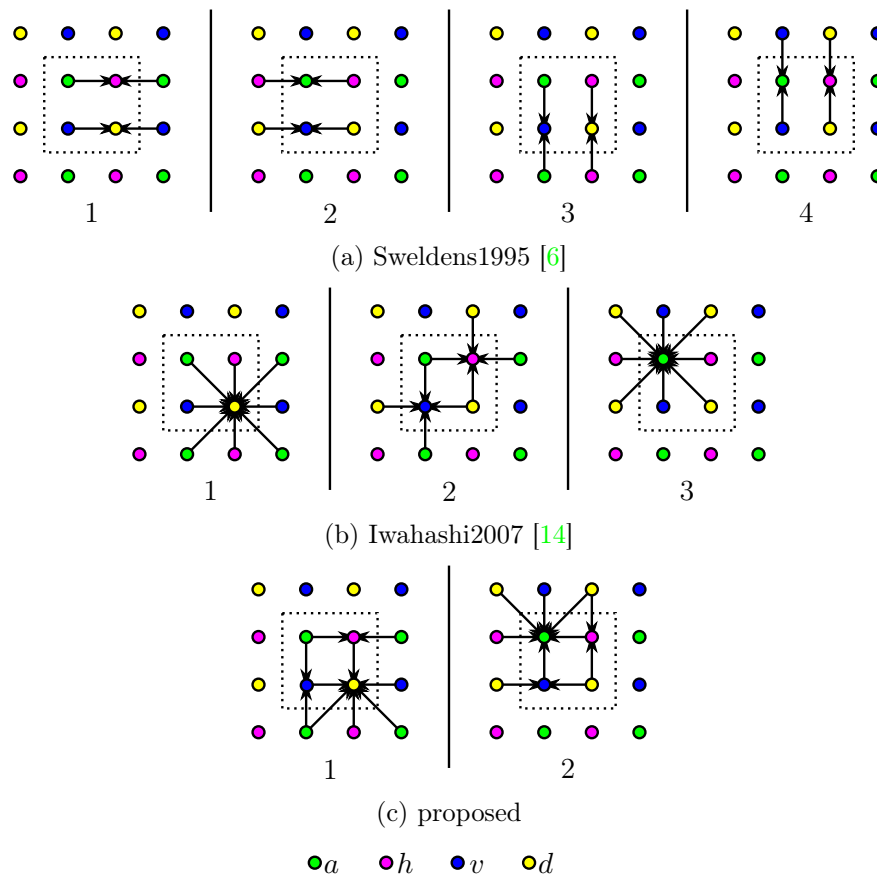 1 2 3 4
(a) Sweldens1995 [6]
1 2 3
(b) Iwahashi2007 [14]
1 2
(c) proposed
a h v d